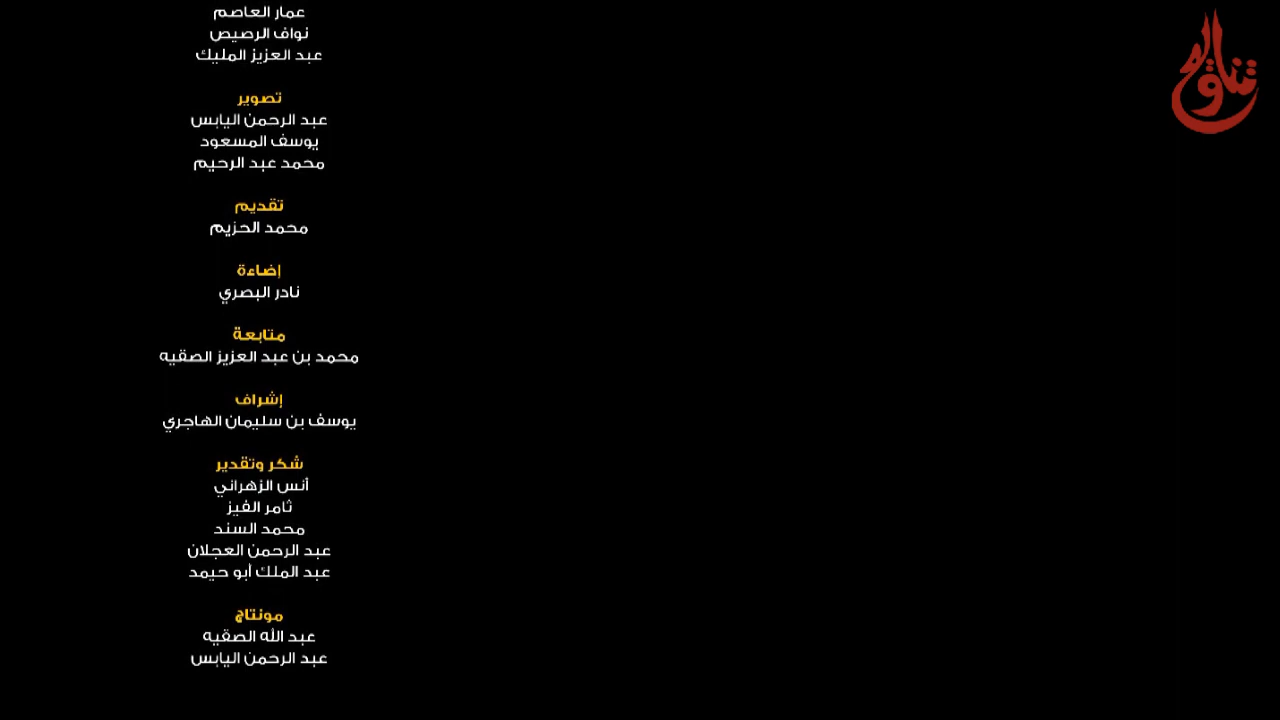 عمار العاصم
نواف الرصيص
عبد العزيز المليك
تصوير
عبد الرحمن اليابس
يوسف المسعود
محمد عبد الرحيم
تقديم
محمد الحزيم
إضاءة
نادر البصري
متابعة
محمد بن عبد العزيز الصقيه
إشراف
يوسف بن سليمان الهاجري
شكر وتقدير
أنس الزهراني
ثامر الفيز
محمد السند
عبد الرحمن العجلان
عبد الملك أبو حيمد
مونتاج
عبد الله الصقيه
عبد الرحمن اليابس